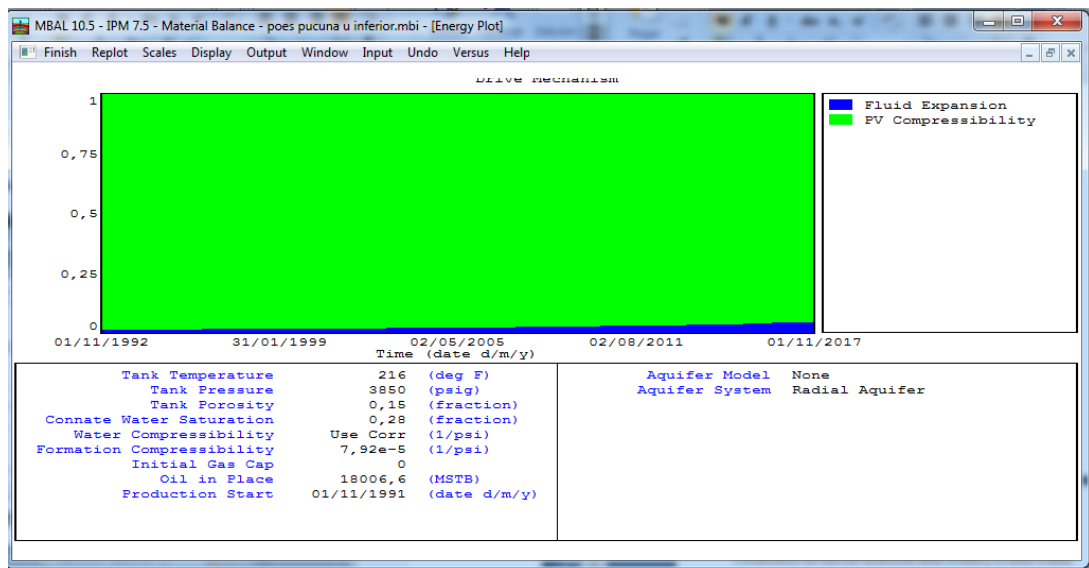 MBAL 10.5 - IPM 7.5 - Material Balance - poes pucuna u inferior.mbi - [Energy Plot]
Finish Replot Scales Display Output Window Input Undo Versus Help
Drive Mechanism
1
0,75
0,5
0,25
0
Fluid Expansion
PV Compressibility
01/11/1992 31/01/1999 02/05/2005 02/08/2011 01/11/2017
Time (date d/m/y)
Tank Temperature 216 (deg F)
Tank Pressure 3850 (psig)
Tank Porosity 0,15 (fraction)
Connate Water Saturation 0,28 (fraction)
Water Compressibility Use Corr (1/psi)
Formation Compressibility 7,92e-5 (1/psi)
Initial Gas Cap 0
Oil in Place 18006,6 (MSTB)
Production Start 01/11/1991 (date d/m/y)
Aquifer Model None
Aquifer System Radial Aquifer